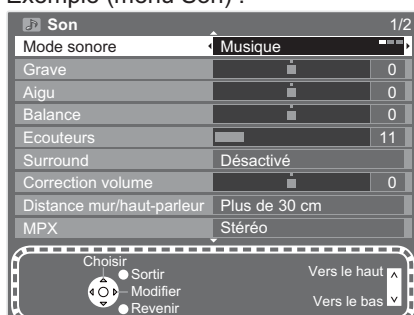 Exemple (menu Son) :
Son 1/2
Mode sonore Musique
Grave 0
Aigu 0
Balance 0
Ecouteurs 11
Surround Désactivé
Correction volume 0
Distance mur/haut-parleur Plus de 30 cm
MPX Stéréo
Choisir
Sortir
Modifier
Revenir
Vers le haut
Vers le bas